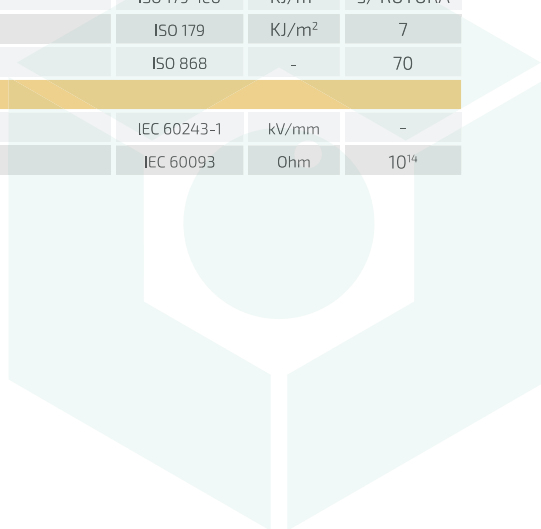 ISO 179 KJ/m² 7
ISO 868 - 70
IEC 60243-1 kV/mm -
IEC 60093 Ohm 10¹⁴